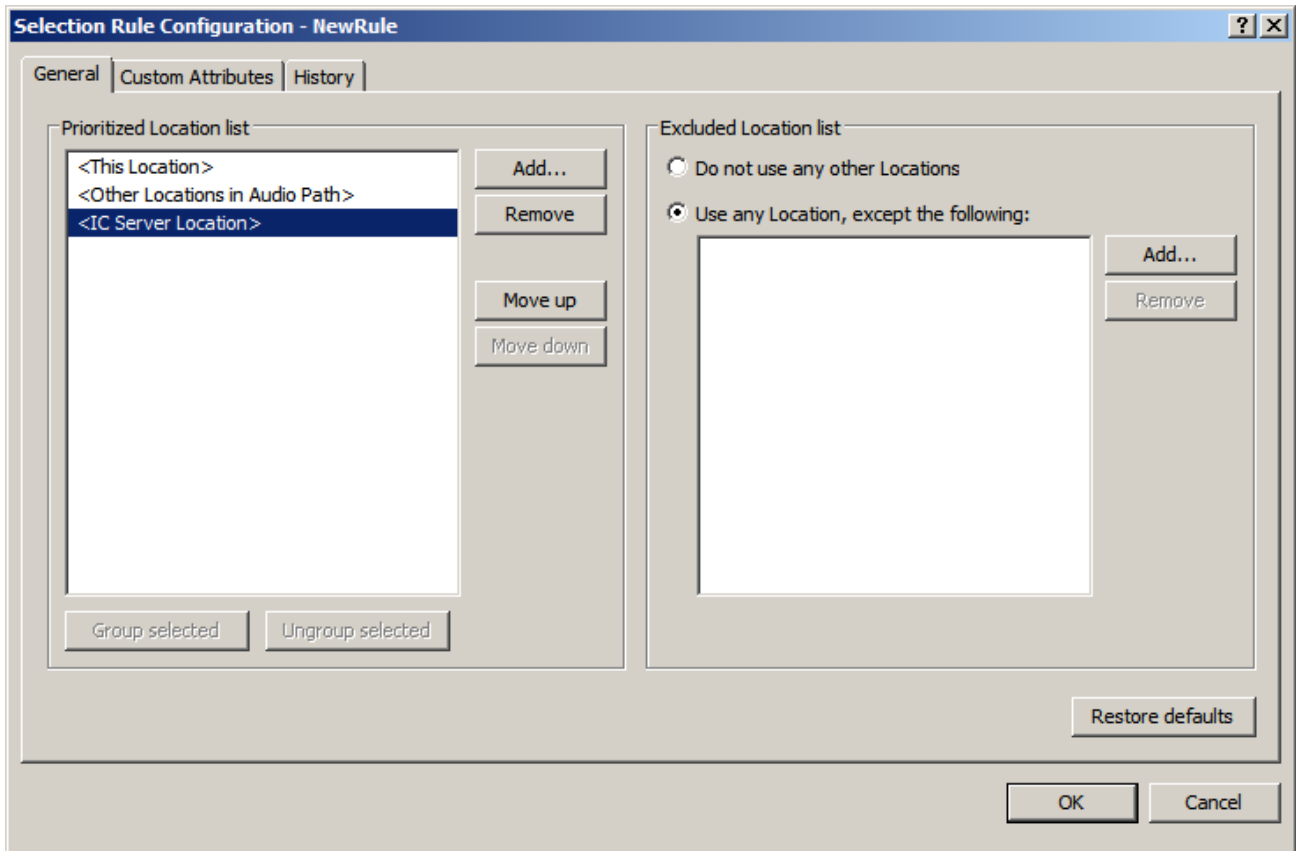 Selection Rule Configuration - NewRule
General
Custom Attributes
History
Prioritized Location list
<This Location>
<Other Locations in Audio Path>
<IC Server Location>
Add...
Remove
Move up
Move down
Group selected
Ungroup selected
Excluded Location list
Do not use any other Locations
Use any Location, except the following:
Add...
Remove
Restore defaults
OK
Cancel